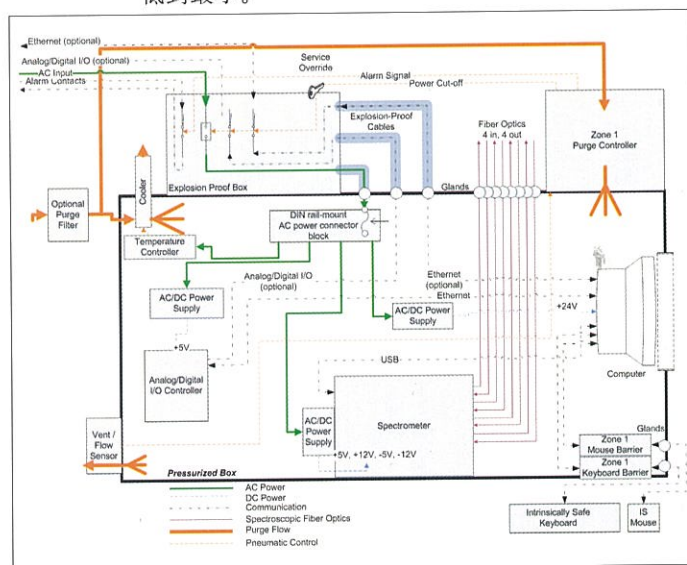 低到最小。
Ethernet (optional)
Analog/Digital I/O (optional)
AC Input
Alarm Contacts
Service
Override
Alarm Signal
Power Cut-off
Explosion-Proof
Cables
Fiber Optics
4 in, 4 out
Zone 1
Purge Controller
Explosion Proof Box
Glands
Optional
Purge
Filter
Cooler
DIN rail-mount
AC power connector
block
Temperature
Controller
Analog/Digital I/O
(optional)
Ethernet
(optional)
Ethernet
AC/DC Power
Supply
AC/DC Power
Supply
+24V
+5V
USB
Computer
Analog/Digital
I/O Controller
AC/DC
Power
Supply
Spectrometer
+5V, +12V, -5V, -12V
Glands
Vent /
Flow
Sensor
Zone 1
Mouse Barrier
Zone 1
Keyboard Barrier
Pressurized Box
AC Power
DC Power
Communication
Spectroscopic Fiber Optics
Purge Flow
Pneumatic Control
Intrinsically Safe
Keyboard
IS
Mouse